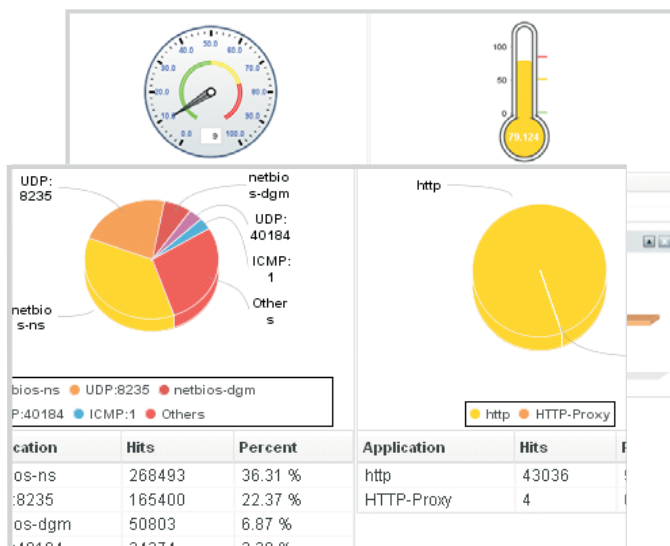 50.0
40.0
60.0
30.0
70.0
20.0
80.0
10.0
90.0
0.0
9
100.0
100
50
0
79.124
UDP:
8235
netbio
s-dgm
UDP:
40184
ICMP:
1
Other
s
netbio
s-ns
http
bios-ns UDP:8235 netbios-dgm
P:40184 ICMP:1 Others
http HTTP-Proxy
cation Hits Percent
os-ns 268493 36.31 %
:8235 165400 22.37 %
os-dgm 50803 6.87 %
Application Hits
http 43036
HTTP-Proxy 4